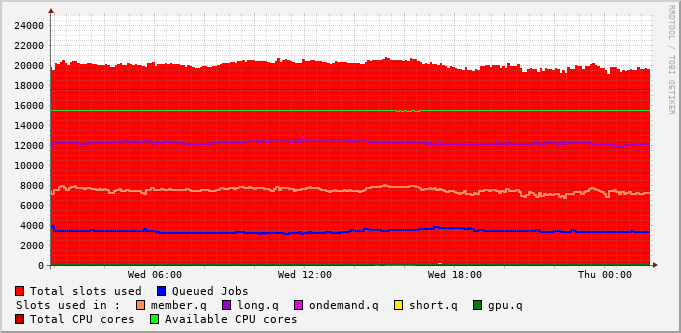 RRDTOOL / TOBI OETIKER
24000
22000
20000
18000
16000
14000
12000
10000
8000
6000
4000
2000
0
Wed 06:00 Wed 12:00 Wed 18:00 Thu 00:00
Total slots used Queued Jobs
Slots used in : member.q long.q ondemand.q short.q gpu.q
Total CPU cores Available CPU cores